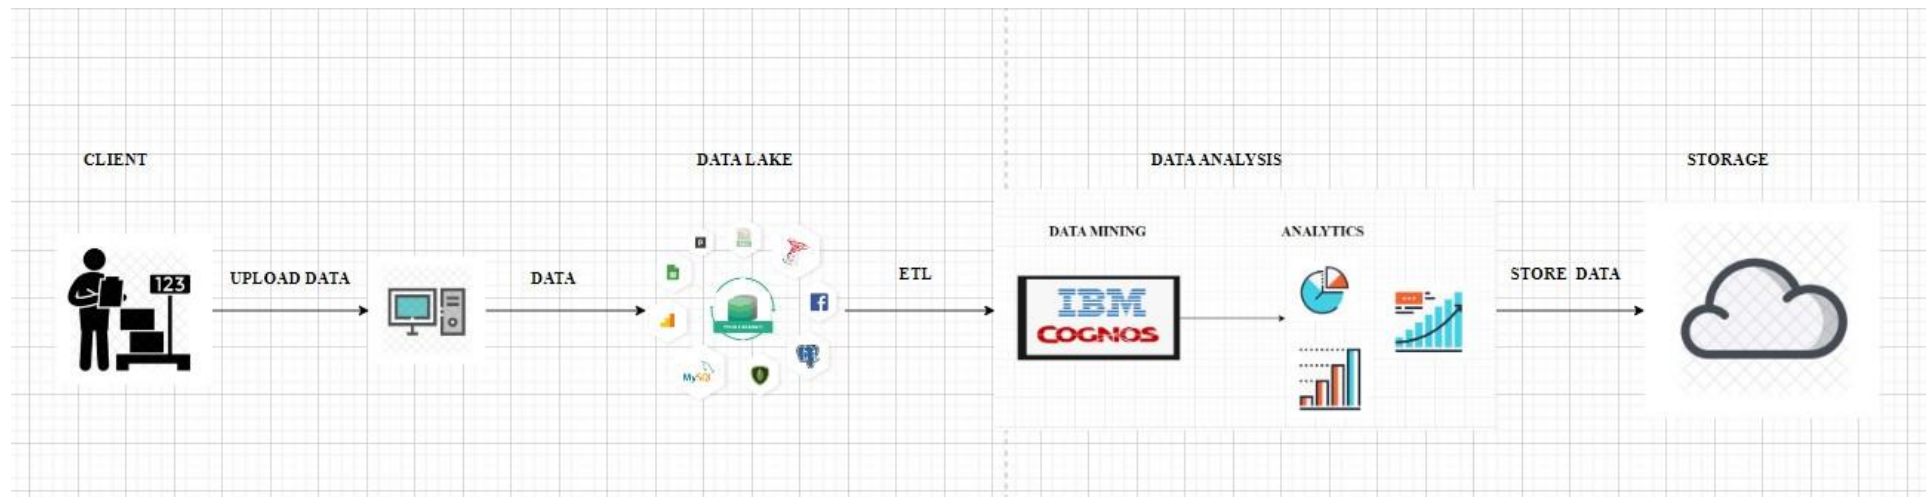 CLIENT
DATA LAKE
DATA ANALYSIS
STORAGE
DATA MINING
ANALYTICS
123
UPLOAD DATA
DATA
ETL
STORE DATA
IBM
COGNOS
MySQL